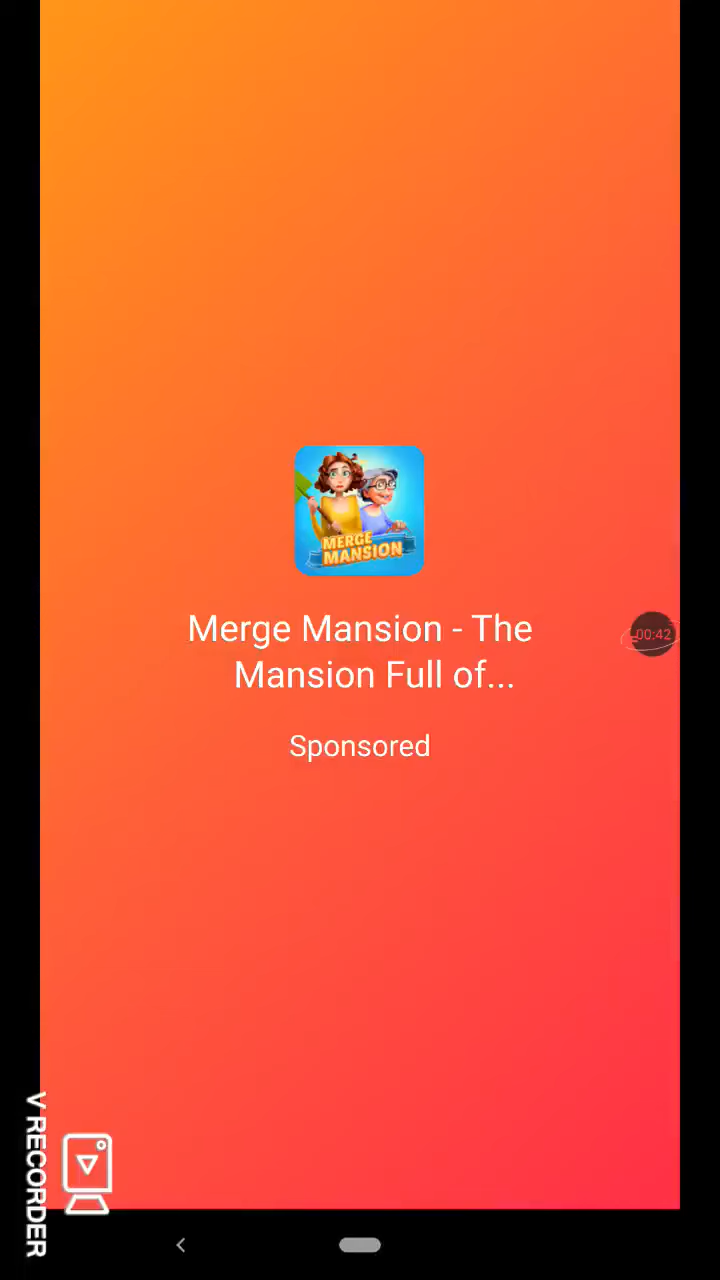 MERGE
MANSION
Merge Mansion - The
Mansion Full of...
Sponsored
00:42
V RECORDER